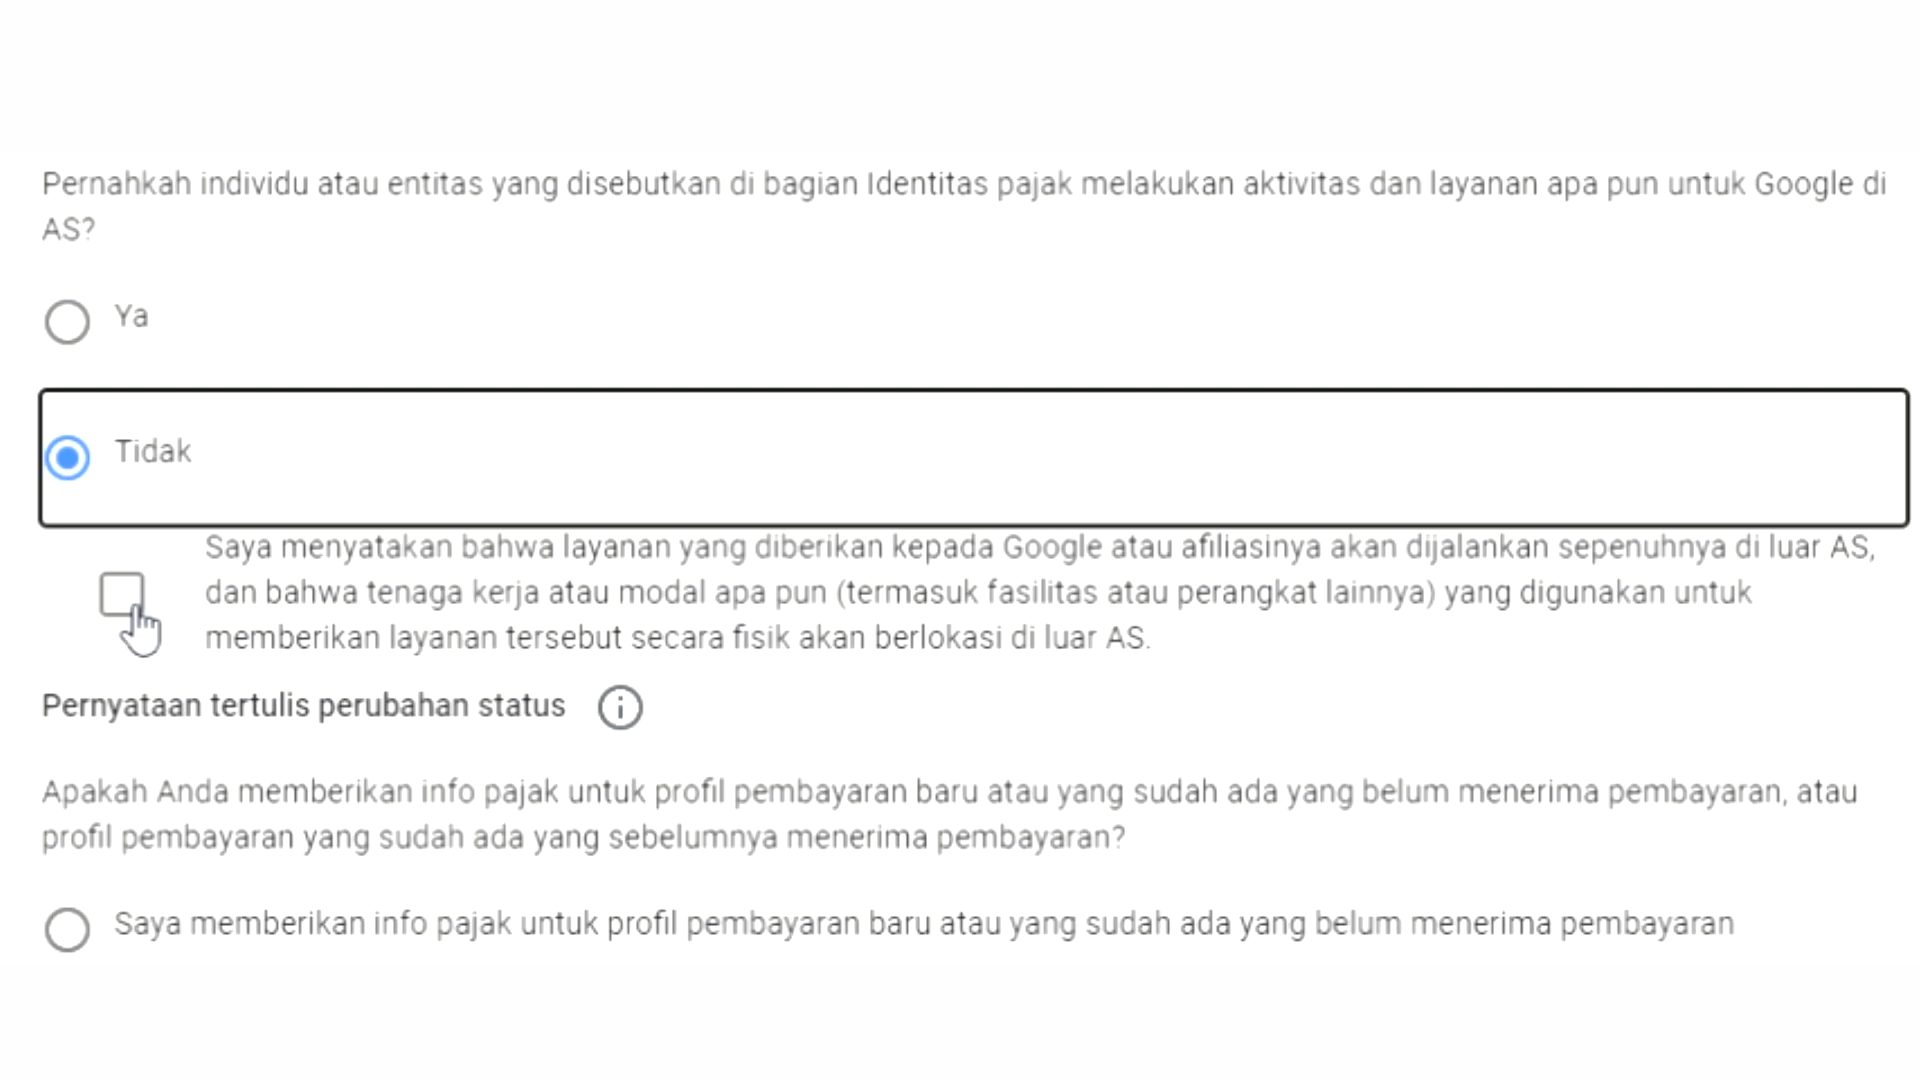 Pernahkah individu atau entitas yang disebutkan di bagian Identitas pajak melakukan aktivitas dan layanan apa pun untuk Google di
AS?
Ya
Tidak
Saya menyatakan bahwa layanan yang diberikan kepada Google atau afiliasinya akan dijalankan sepenuhnya di luar AS,
dan bahwa tenaga kerja atau modal apa pun (termasuk fasilitas atau perangkat lainnya) yang digunakan untuk
memberikan layanan tersebut secara fisik akan berlokasi di luar AS.
Pernyataan tertulis perubahan status
Apakah Anda memberikan info pajak untuk profil pembayaran baru atau yang sudah ada yang belum menerima pembayaran, atau
profil pembayaran yang sudah ada yang sebelumnya menerima pembayaran?
Saya memberikan info pajak untuk profil pembayaran baru atau yang sudah ada yang belum menerima pembayaran